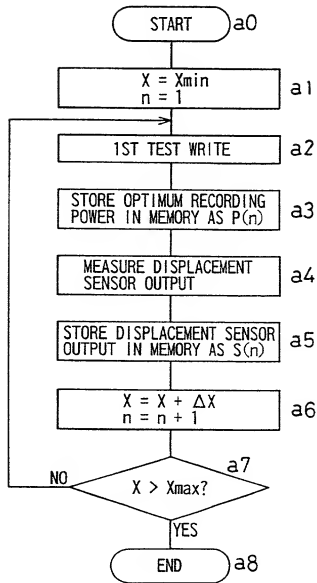 START a0
X = Xmin
n = 1
a1
1ST TEST WRITE a2
STORE OPTIMUM RECORDING
POWER IN MEMORY AS P(n)
a3
MEASURE DISPLACEMENT
SENSOR OUTPUT
a4
STORE DISPLACEMENT SENSOR
OUTPUT IN MEMORY AS S(n)
a5
X = X + ΔX
n = n + 1
a6
a7
NO
X > Xmax?
YES
END a8